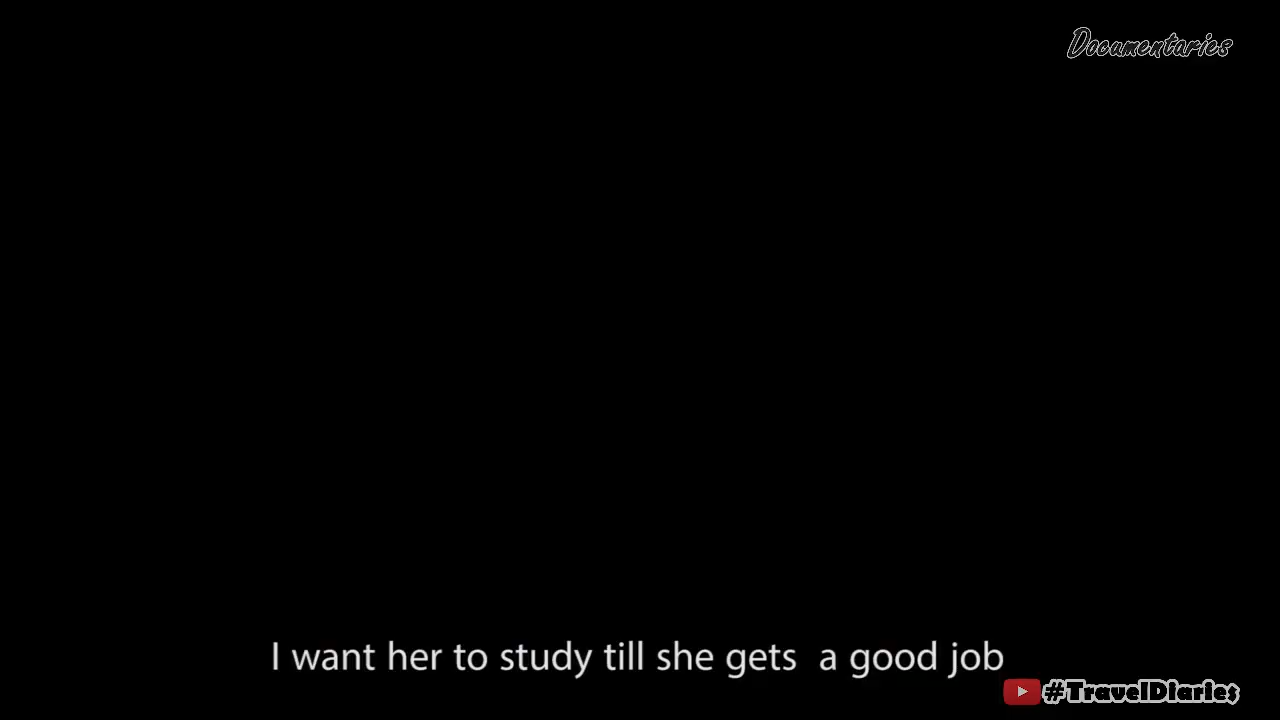 Documentaries
I want her to study till she gets  a good job
#TravelDiaries